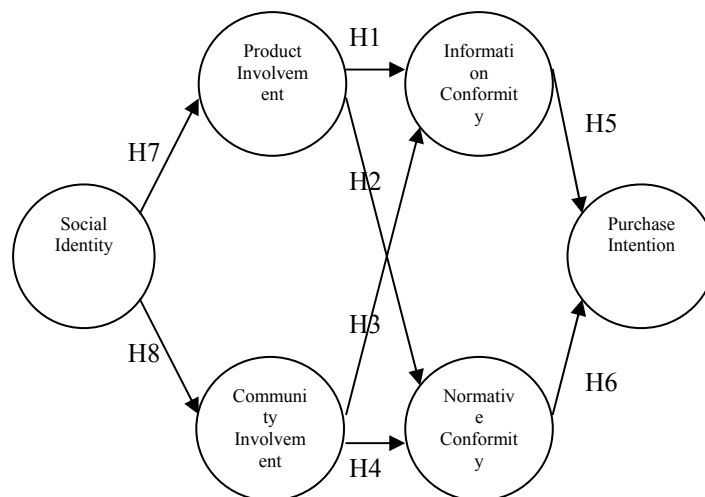 H1
Product
Involvem
ent
Informati
on
Conformit
y
H5
H7
H2
Social
Identity
Purchase
Intention
H3
H8
H6
Communi
ty
Involvem
ent
Normativ
e
Conformit
y
H4